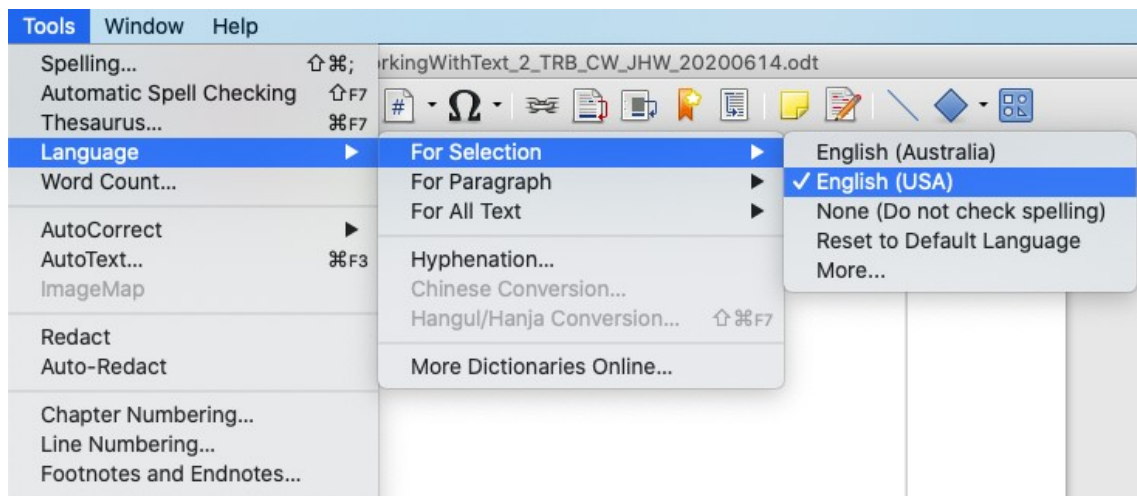 Tools Window Help
rkingWithText_2_TRB_CW_JHW_20200614.odt
Spelling... ⇧⌘;
Automatic Spell Checking ⇧F7
Thesaurus... ⌘F7
Language ▶
Word Count...
AutoCorrect ▶
AutoText... ⌘F3
ImageMap
Redact
Auto-Redact
Chapter Numbering...
Line Numbering...
Footnotes and Endnotes...
# Ω
For Selection ▶
For Paragraph ▶
For All Text ▶
Hyphenation...
Chinese Conversion...
Hangul/Hanja Conversion... ⇧⌘F7
More Dictionaries Online...
English (Australia)
✓ English (USA)
None (Do not check spelling)
Reset to Default Language
More...